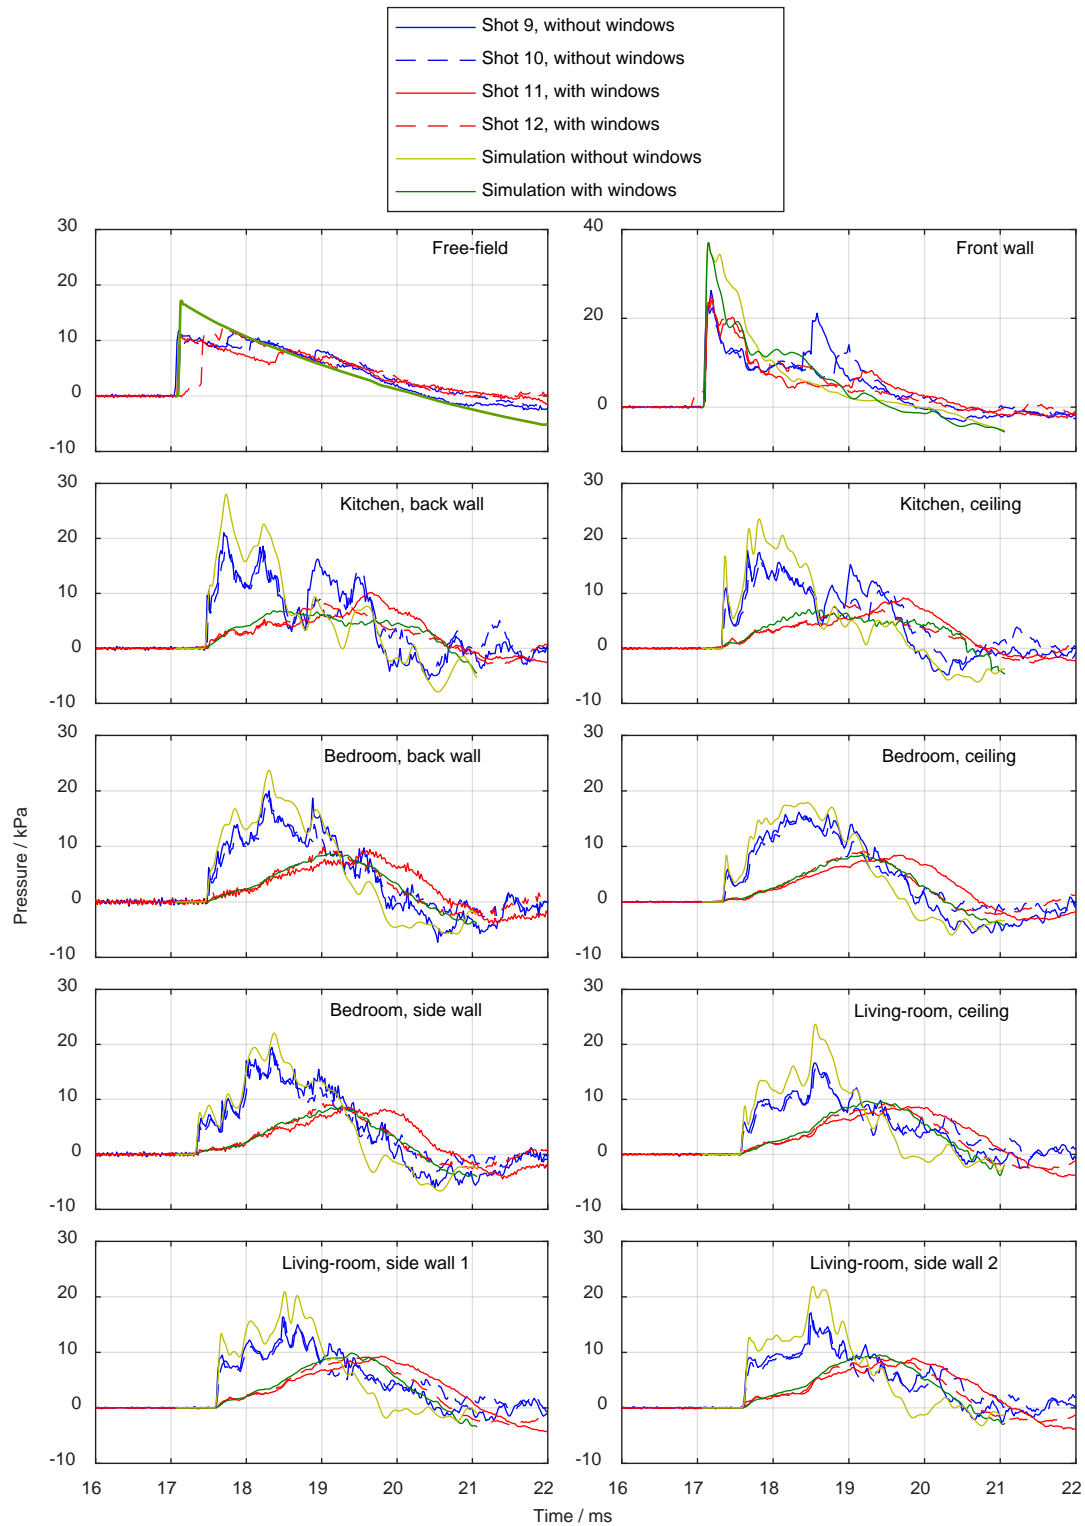 Shot 9, without windows
Shot 10, without windows
Shot 11, with windows
Shot 12, with windows
Simulation without windows
Simulation with windows
30
20
10
0
-10
Free-field
40
20
0
Front wall
30
20
10
0
-10
Kitchen, back wall
30
20
10
0
-10
Kitchen, ceiling
30
20
10
0
-10
Bedroom, back wall
30
20
10
0
-10
Bedroom, ceiling
30
20
10
0
-10
Bedroom, side wall
30
20
10
0
-10
Living-room, ceiling
30
20
10
0
-10
Living-room, side wall 1
16 17 18 19 20 21 22
30
20
10
0
-10
Living-room, side wall 2
16 17 18 19 20 21 22
Pressure / kPa
Time / ms